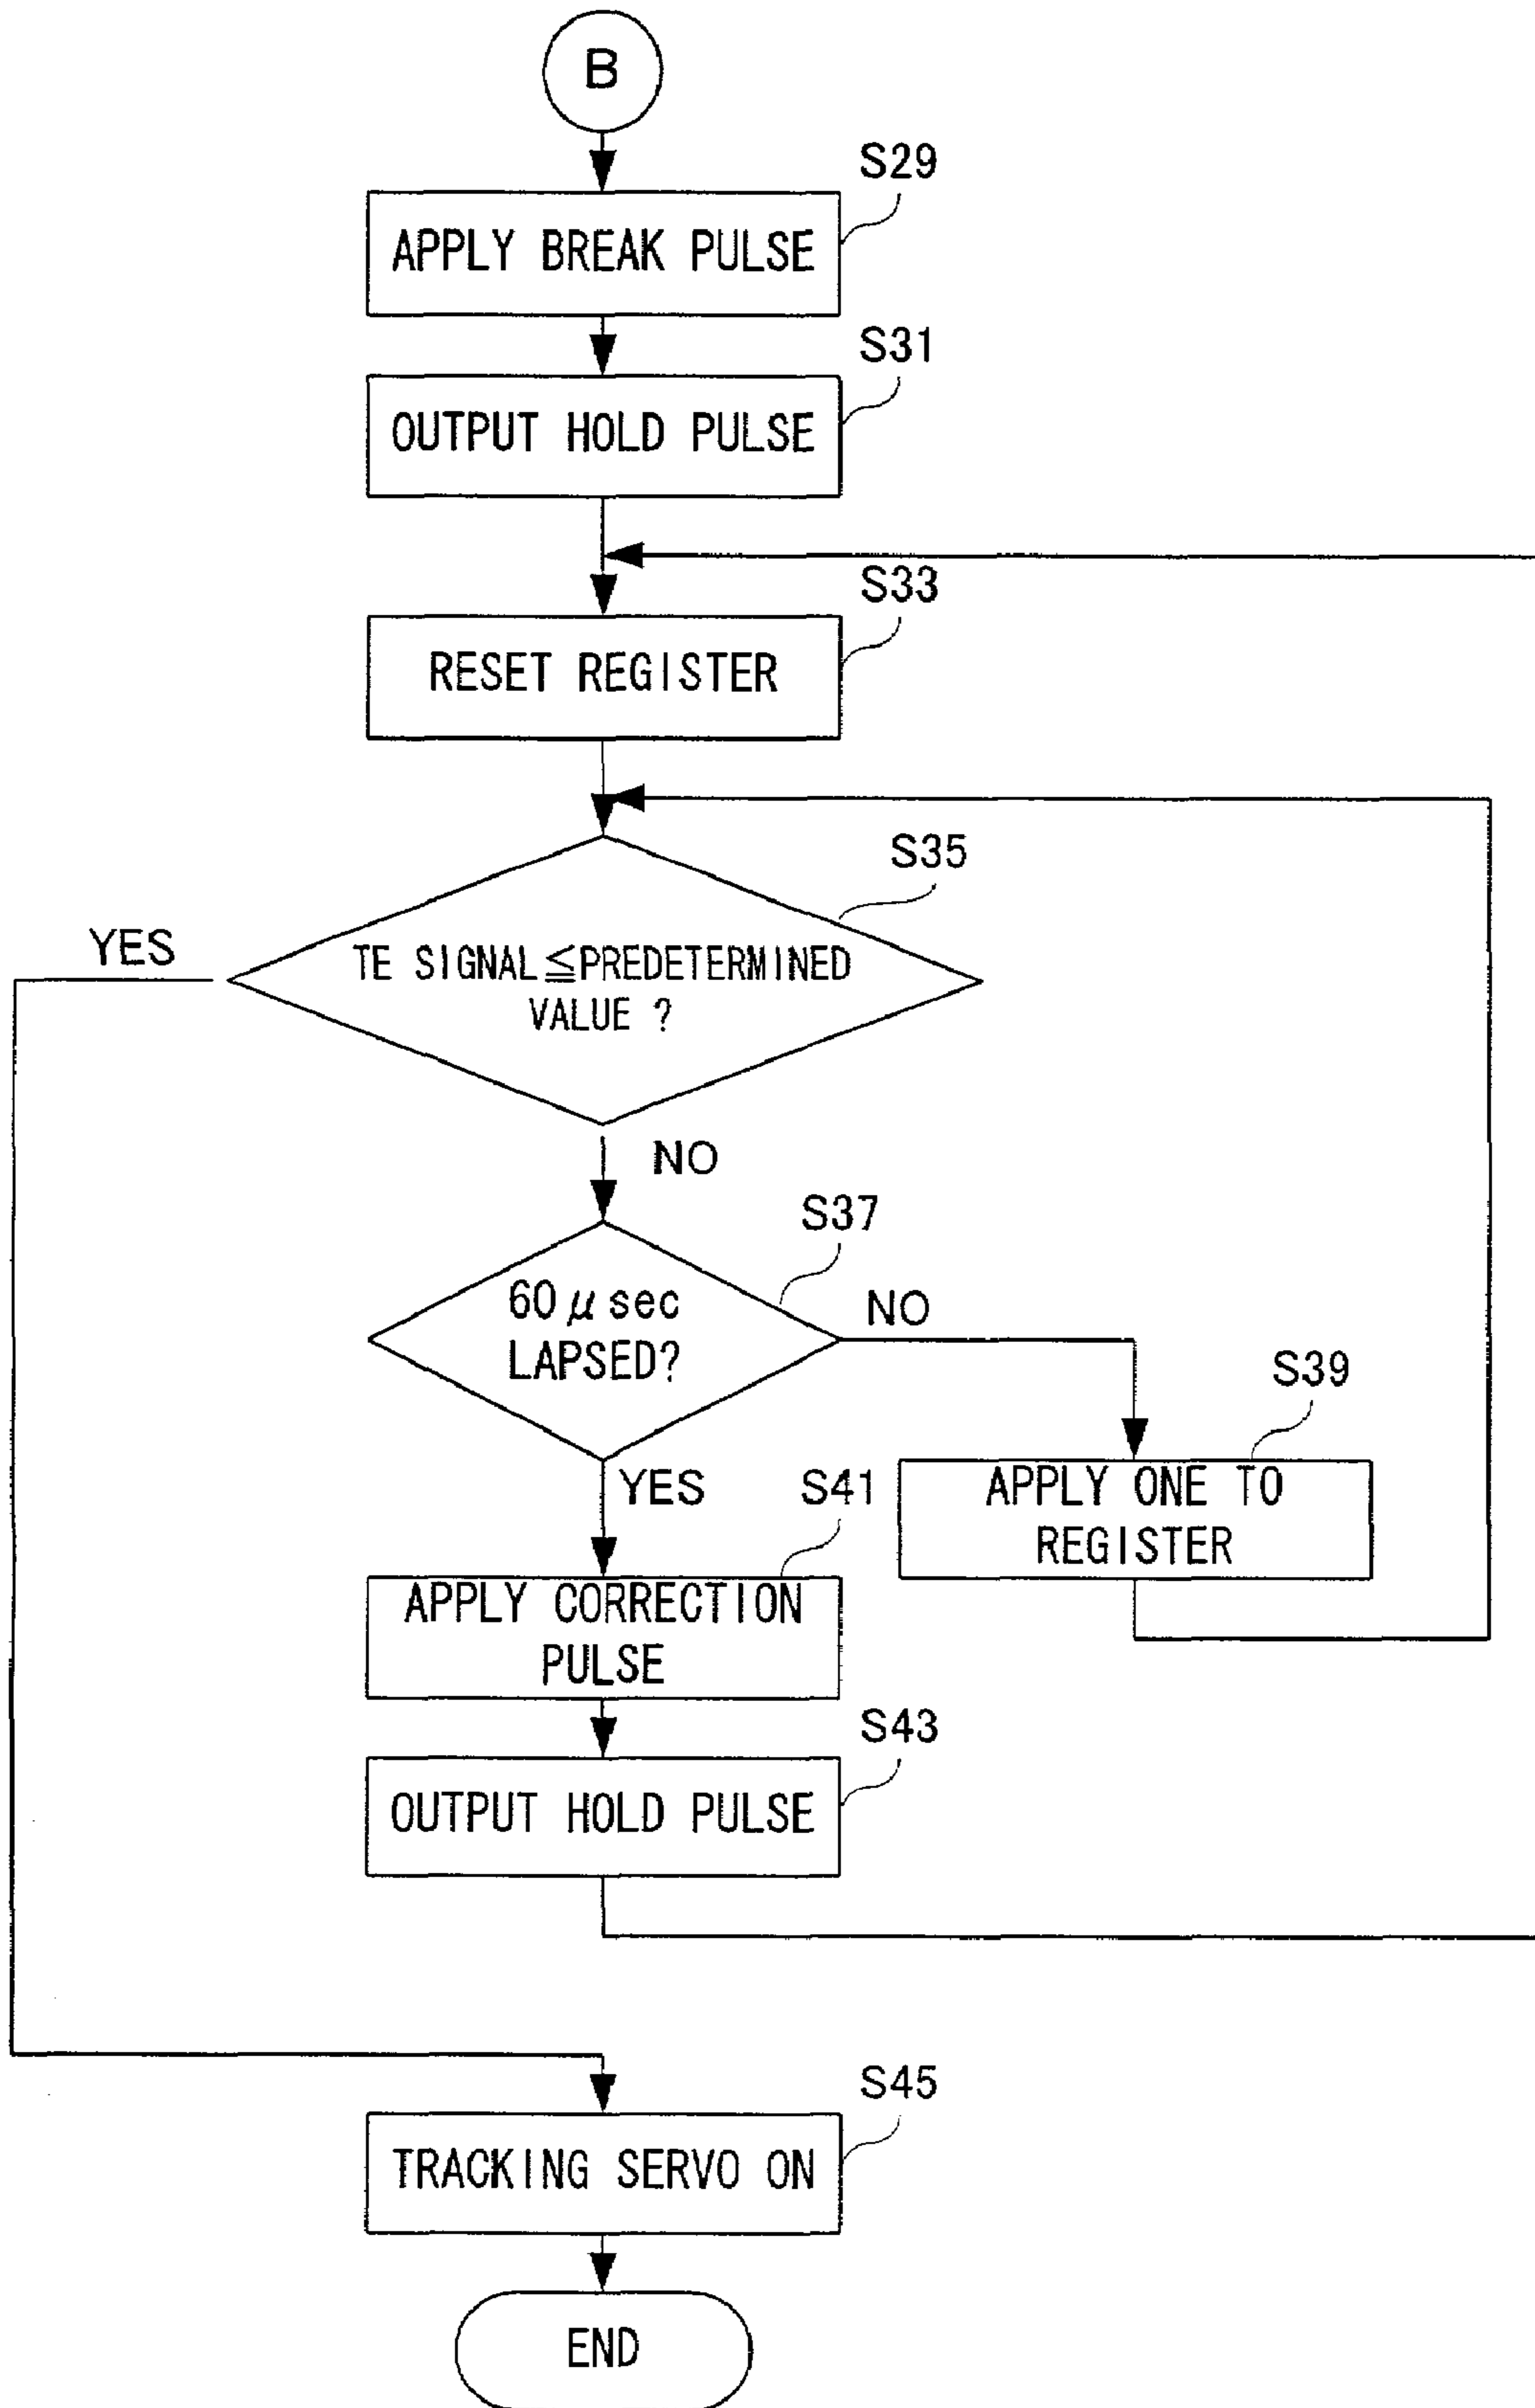 B
S29
APPLY BREAK PULSE
S31
OUTPUT HOLD PULSE
S33
RESET REGISTER
S35
YES
TE SIGNAL≦PREDETERMINED
VALUE ?
NO
S37
60μsec
LAPSED?
NO
S39
APPLY ONE TO
REGISTER
YES
S41
APPLY CORRECTION
PULSE
S43
OUTPUT HOLD PULSE
S45
TRACKING SERVO ON
END